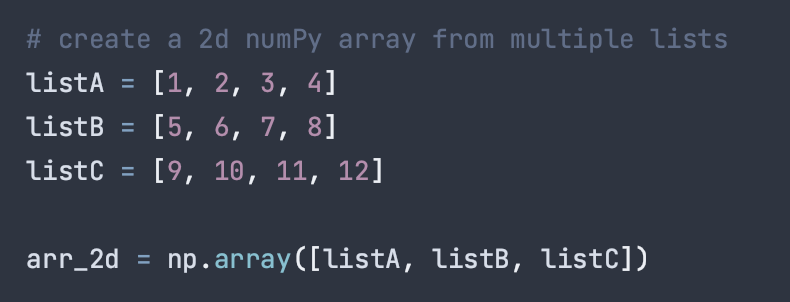 # create a 2d numPy array from multiple lists
listA = [1, 2, 3, 4]
listB = [5, 6, 7, 8]
listC = [9, 10, 11, 12]
arr_2d = np.array([listA, listB, listC])